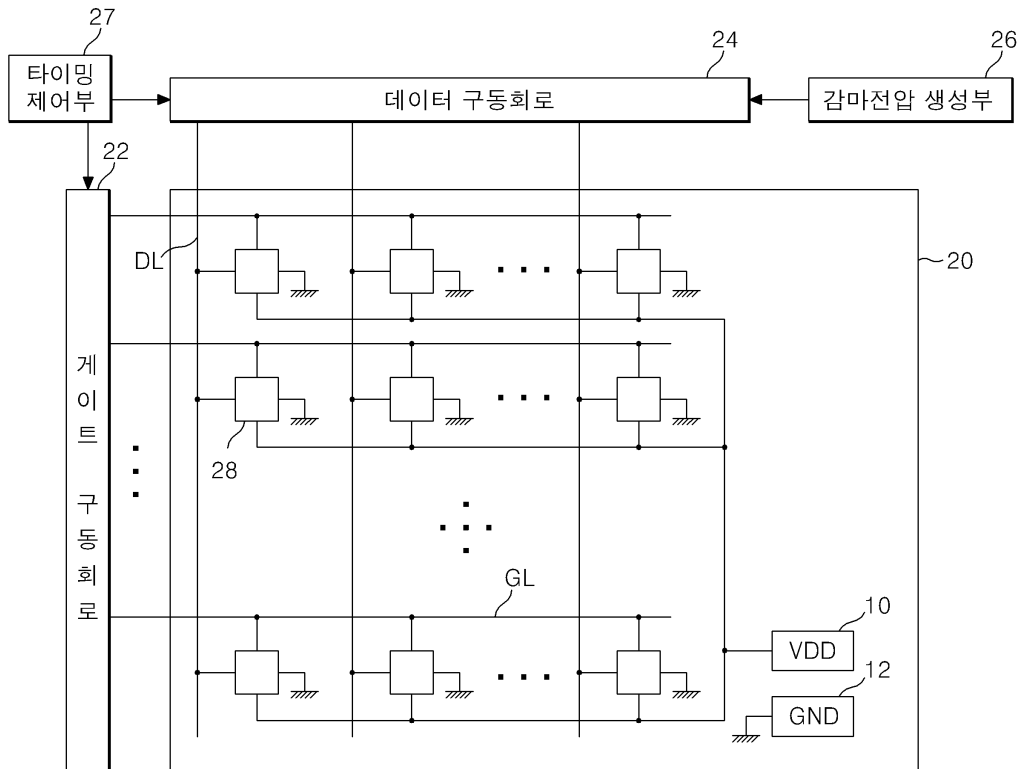 27
타이밍
제어부
24
데이터 구동회로
26
감마전압 생성부
22
게이트 구동회로
DL
20
28
GL
10
VDD
12
GND